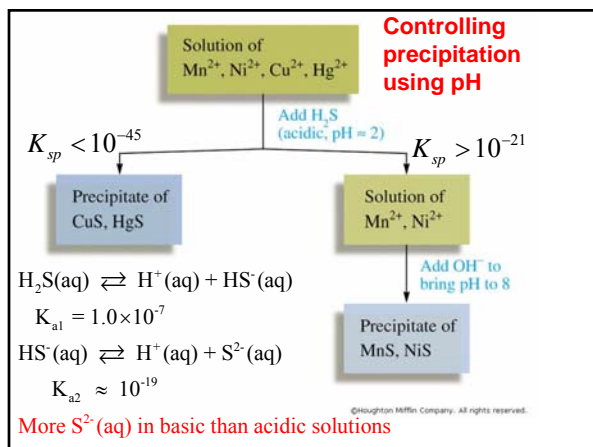 Controlling
precipitation
using pH
Solution of
Mn²⁺, Ni²⁺, Cu²⁺, Hg²⁺
Add H₂S
(acidic, pH ≈ 2)
Kₛₚ < 10⁻⁴⁵
Kₛₚ > 10⁻²¹
Precipitate of
CuS, HgS
Solution of
Mn²⁺, Ni²⁺
Add OH⁻ to
bring pH to 8
Precipitate of
MnS, NiS
H₂S(aq) ⇄ H⁺(aq) + HS⁻(aq)
Kₐ₁ = 1.0×10⁻⁷
HS⁻(aq) ⇄ H⁺(aq) + S²⁻(aq)
Kₐ₂ ≈ 10⁻¹⁹
©Houghton Mifflin Company. All rights reserved.
More S²⁻(aq) in basic than acidic solutions